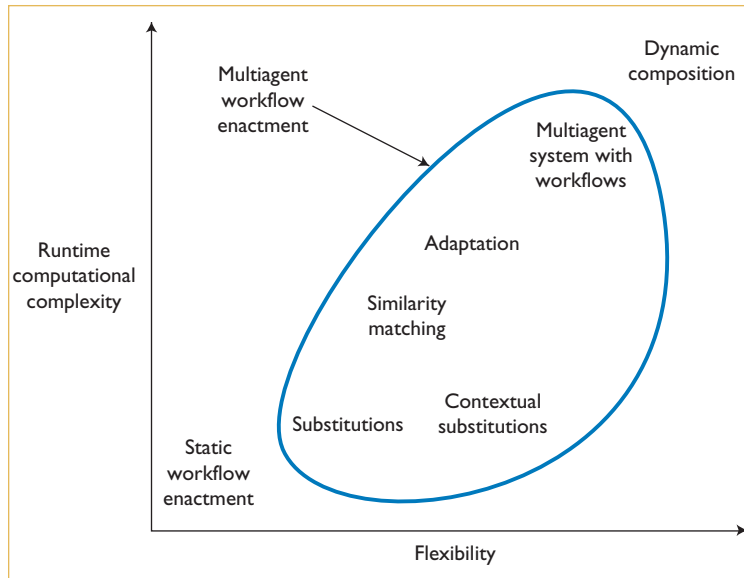 Dynamic
composition
Multiagent
workflow
enactment
Multiagent
system with
workflows
Adaptation
Runtime
computational
complexity
Similarity
matching
Contextual
substitutions
Substitutions
Static
workflow
enactment
Flexibility